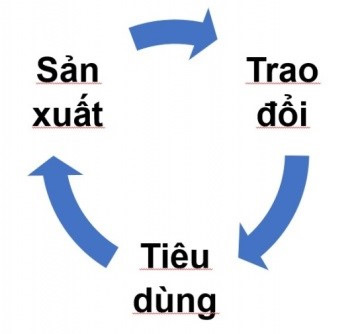 Sản
xuất
Trao
đổi
Tiêu
dùng